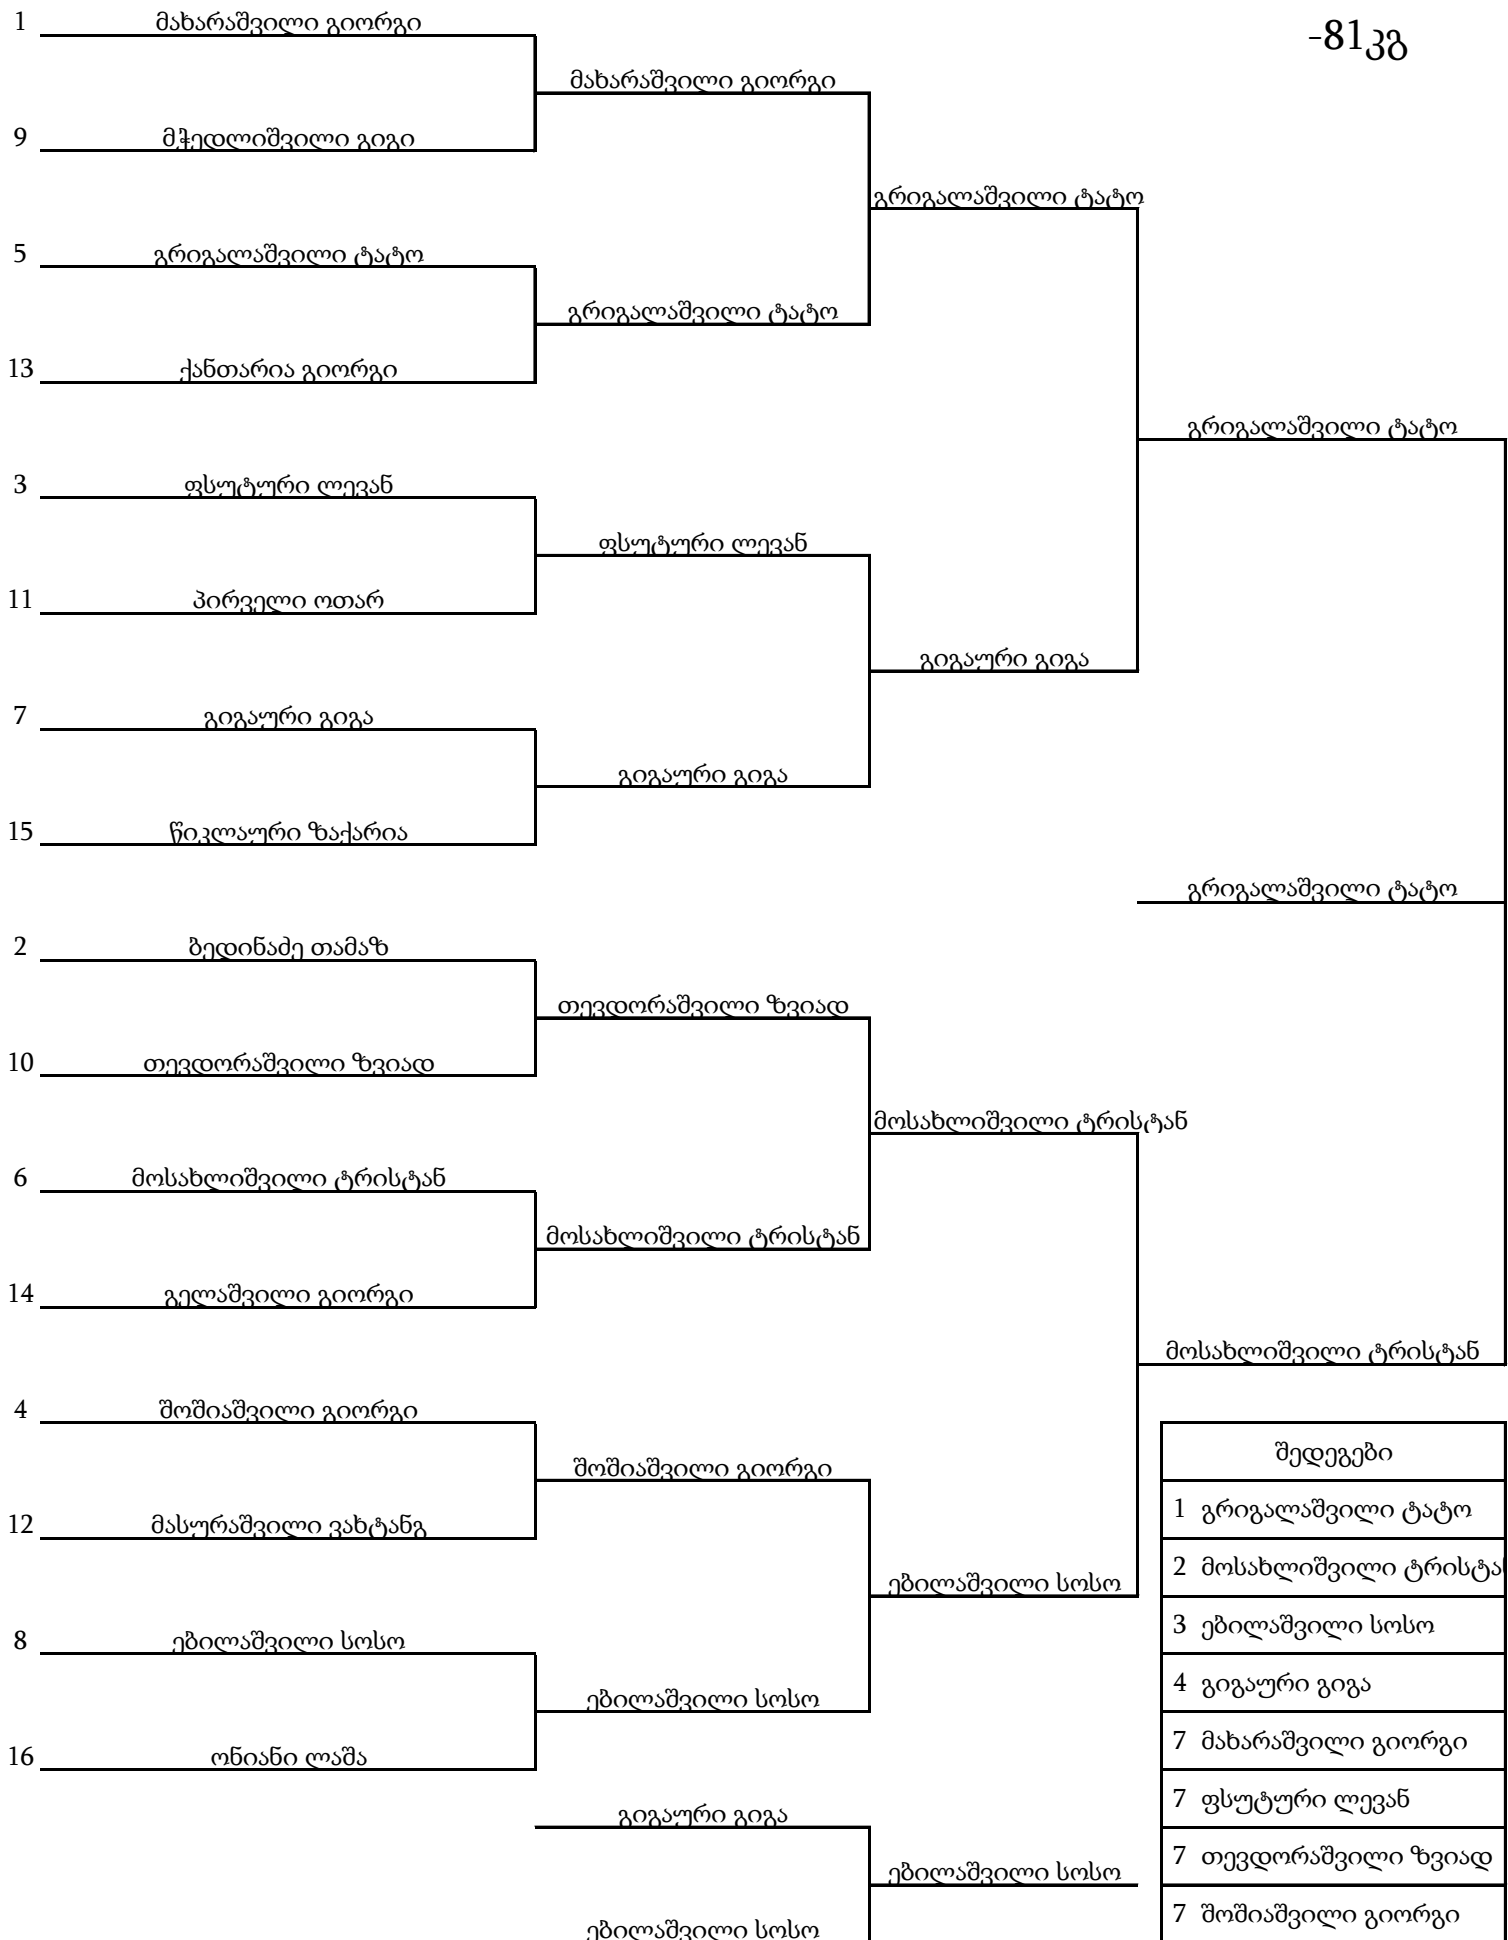 -81კგ
1 მახარაშვილი გიორგი
მახარაშვილი გიორგი
9 მჭედლიშვილი გიგი
გრიგალაშვილი ტატო
5 გრიგალაშვილი ტატო
გრიგალაშვილი ტატო
13 ქანთარია გიორგი
გრიგალაშვილი ტატო
3 ფსუტური ლევან
ფსუტური ლევან
11 პირველი ოთარ
გიგაური გიგა
7 გიგაური გიგა
გიგაური გიგა
15 წიკლაური ზაქარია
გრიგალაშვილი ტატო
2 ბედინაძე თამაზ
თევდორაშვილი ზვიად
10 თევდორაშვილი ზვიად
მოსახლიშვილი ტრისტან
6 მოსახლიშვილი ტრისტან
მოსახლიშვილი ტრისტან
14 გელაშვილი გიორგი
მოსახლიშვილი ტრისტან
4 შოშიაშვილი გიორგი
შოშიაშვილი გიორგი
12 მასურაშვილი ვახტანგ
ებილაშვილი სოსო
8 ებილაშვილი სოსო
ებილაშვილი სოსო
16 ონიანი ლაშა
გიგაური გიგა
ებილაშვილი სოსო
ებილაშვილი სოსო
შედეგები
1 გრიგალაშვილი ტატო
2 მოსახლიშვილი ტრისტა
3 ებილაშვილი სოსო
4 გიგაური გიგა
7 მახარაშვილი გიორგი
7 ფსუტური ლევან
7 თევდორაშვილი ზვიად
7 შოშიაშვილი გიორგი